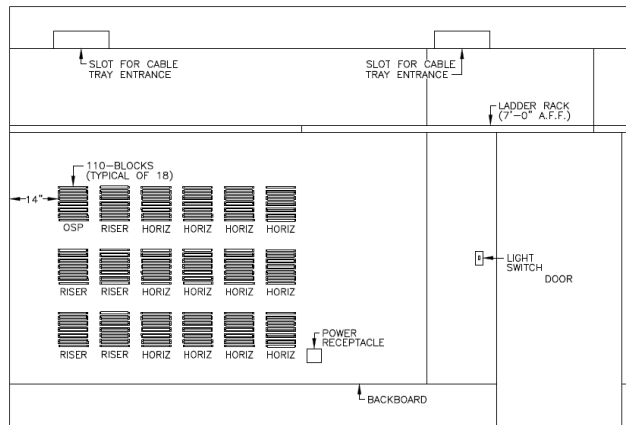 SLOT FOR CABLE
TRAY ENTRANCE
SLOT FOR CABLE
TRAY ENTRANCE
LADDER RACK
(7'-0" A.F.F.)
110-BLOCKS
(TYPICAL OF 18)
14"
OSP RISER HORIZ HORIZ HORIZ HORIZ
LIGHT
SWITCH
DOOR
RISER RISER HORIZ HORIZ HORIZ HORIZ
POWER
RECEPTACLE
RISER RISER HORIZ HORIZ HORIZ HORIZ
BACKBOARD